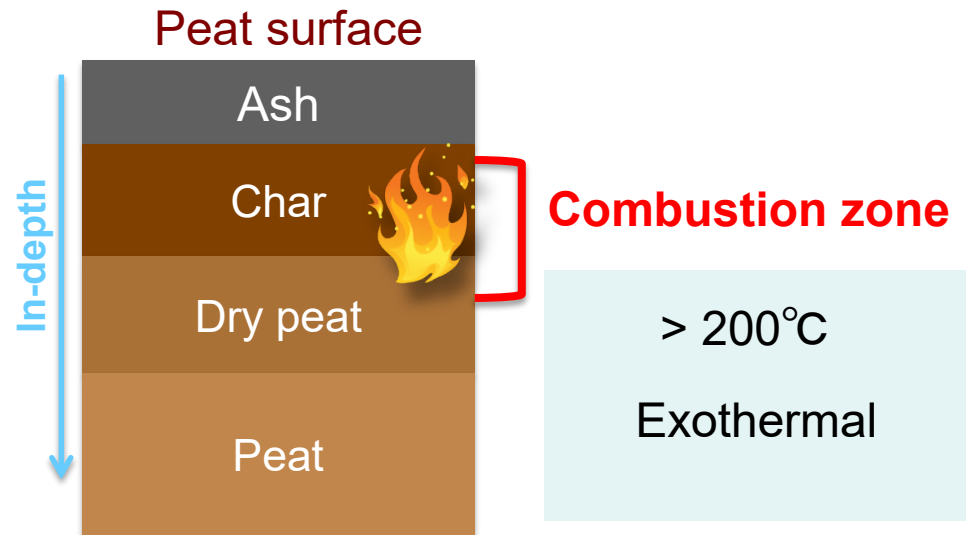 Peat surface
Ash
Char
Dry peat
Peat
In-depth
Combustion zone
> 200℃
Exothermal